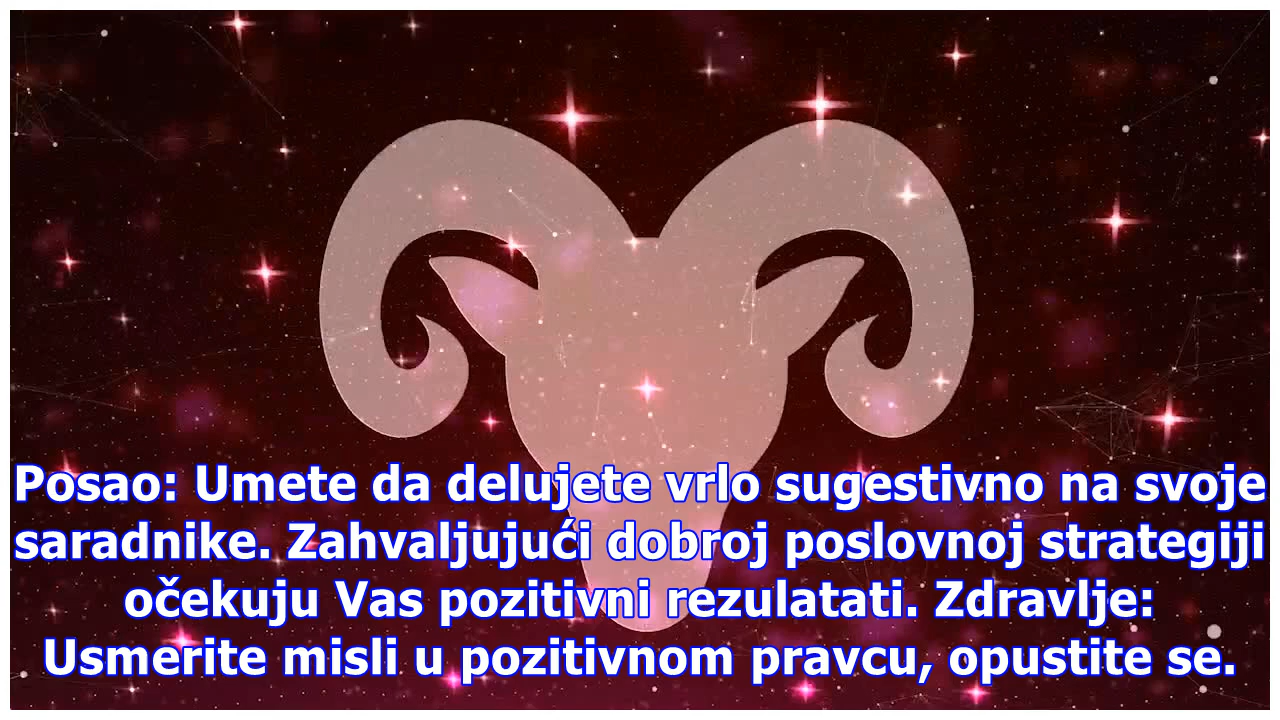 Posao: Umete da delujete vrlo sugestivno na svoje
saradnike. Zahvaljujući dobroj poslovnoj strategiji
očekuju Vas pozitivni rezulatati. Zdravlje:
Usmerite misli u pozitivnom pravcu, opustite se.